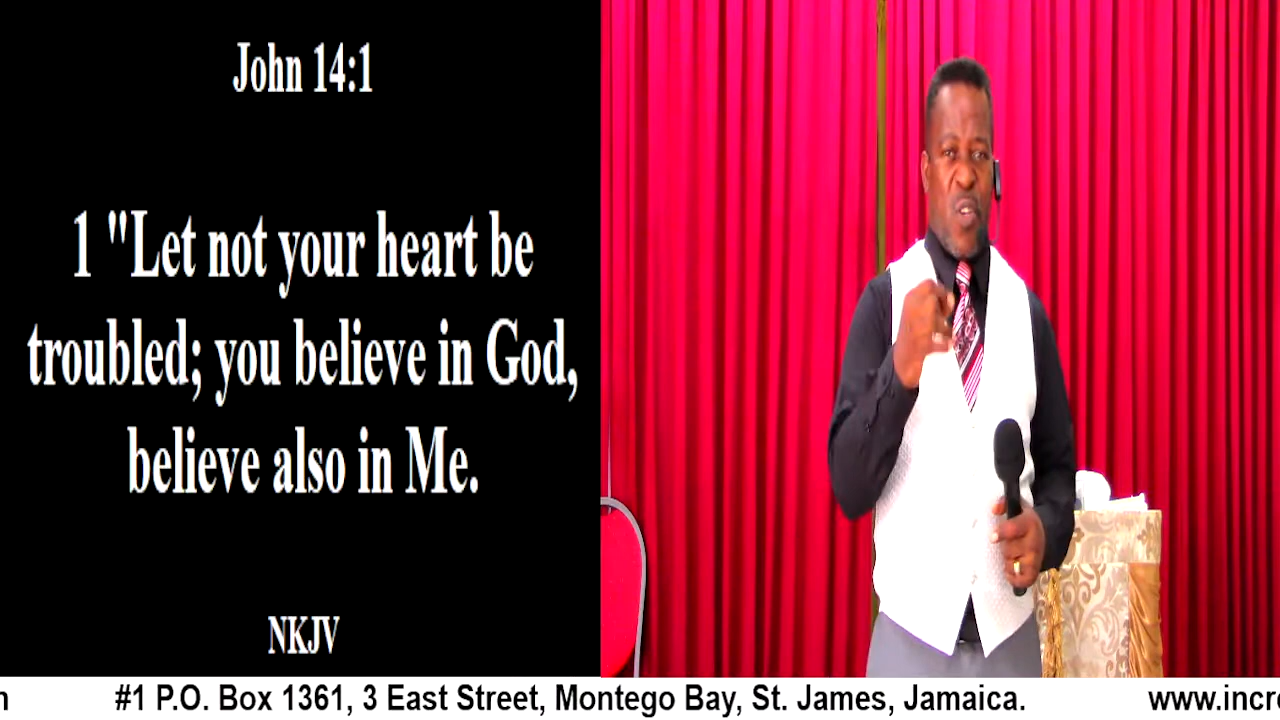 John 14:1
1 "Let not your heart be
troubled; you believe in God,
believe also in Me.
NKJV
#1 P.O. Box 1361, 3 East Street, Montego Bay, St. James, Jamaica.